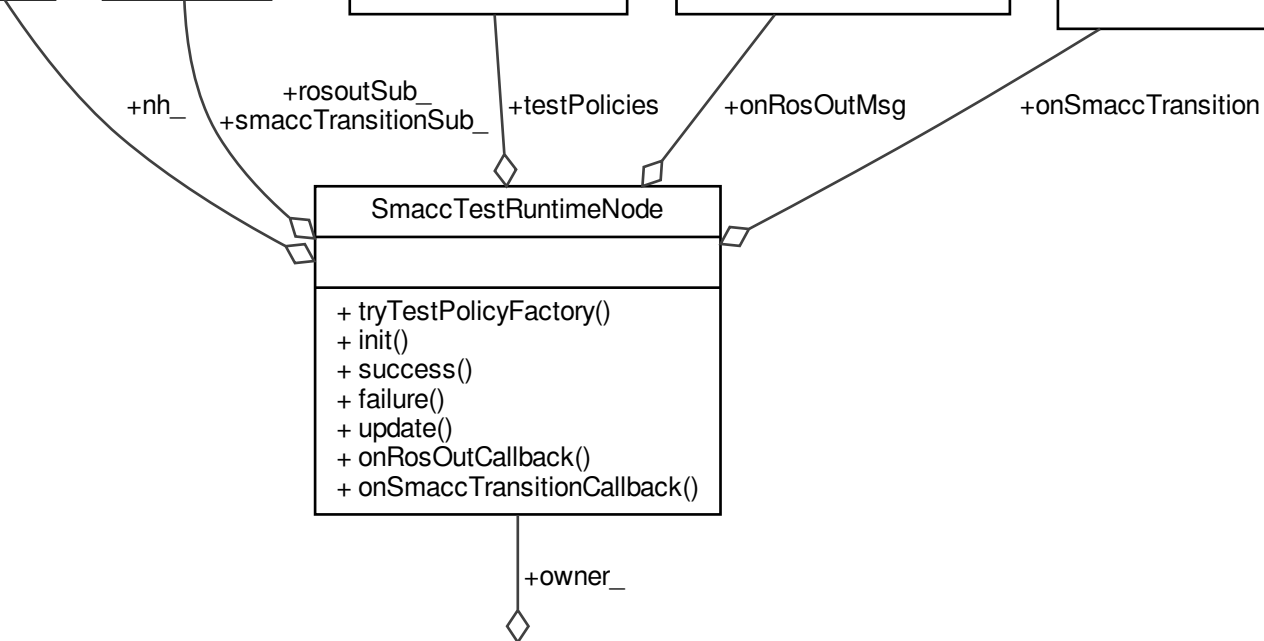 +nh_
+rosoutSub_
+smaccTransitionSub_
+testPolicies
+onRosOutMsg
+onSmaccTransition
SmaccTestRuntimeNode
+ tryTestPolicyFactory()
+ init()
+ success()
+ failure()
+ update()
+ onRosOutCallback()
+ onSmaccTransitionCallback()
+owner_